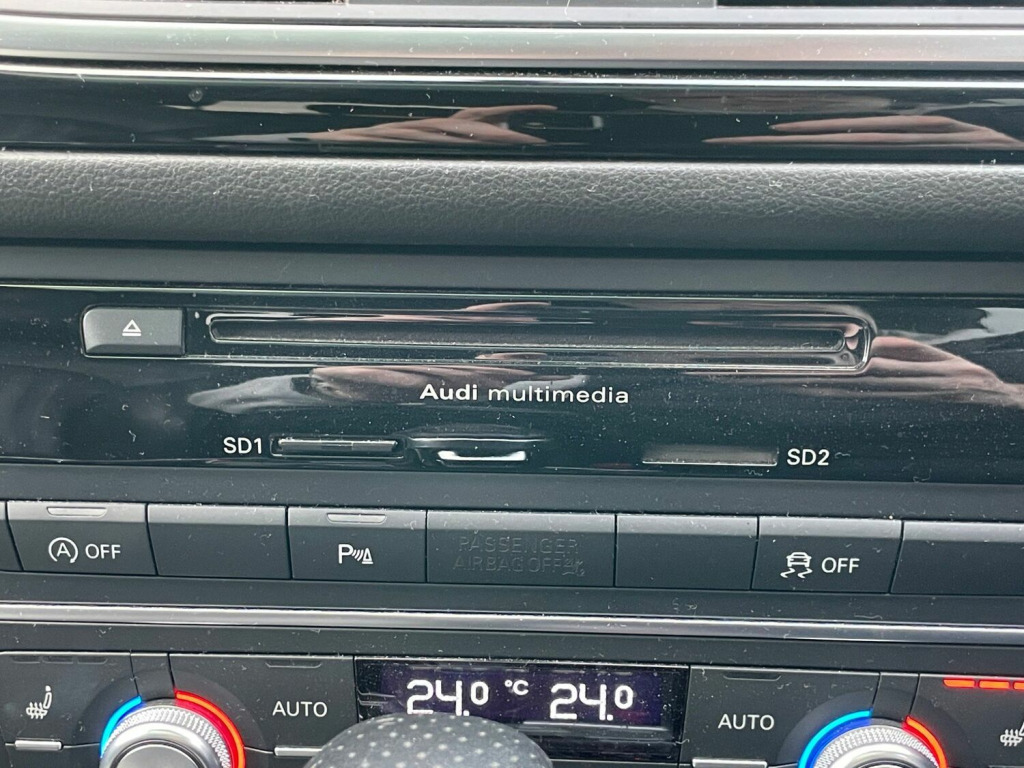 Audi multimedia
SD1
SD2
A OFF
P
PASSENGER
AIRBAG OFF
OFF
AUTO
24.0 °C 24.0
AUTO